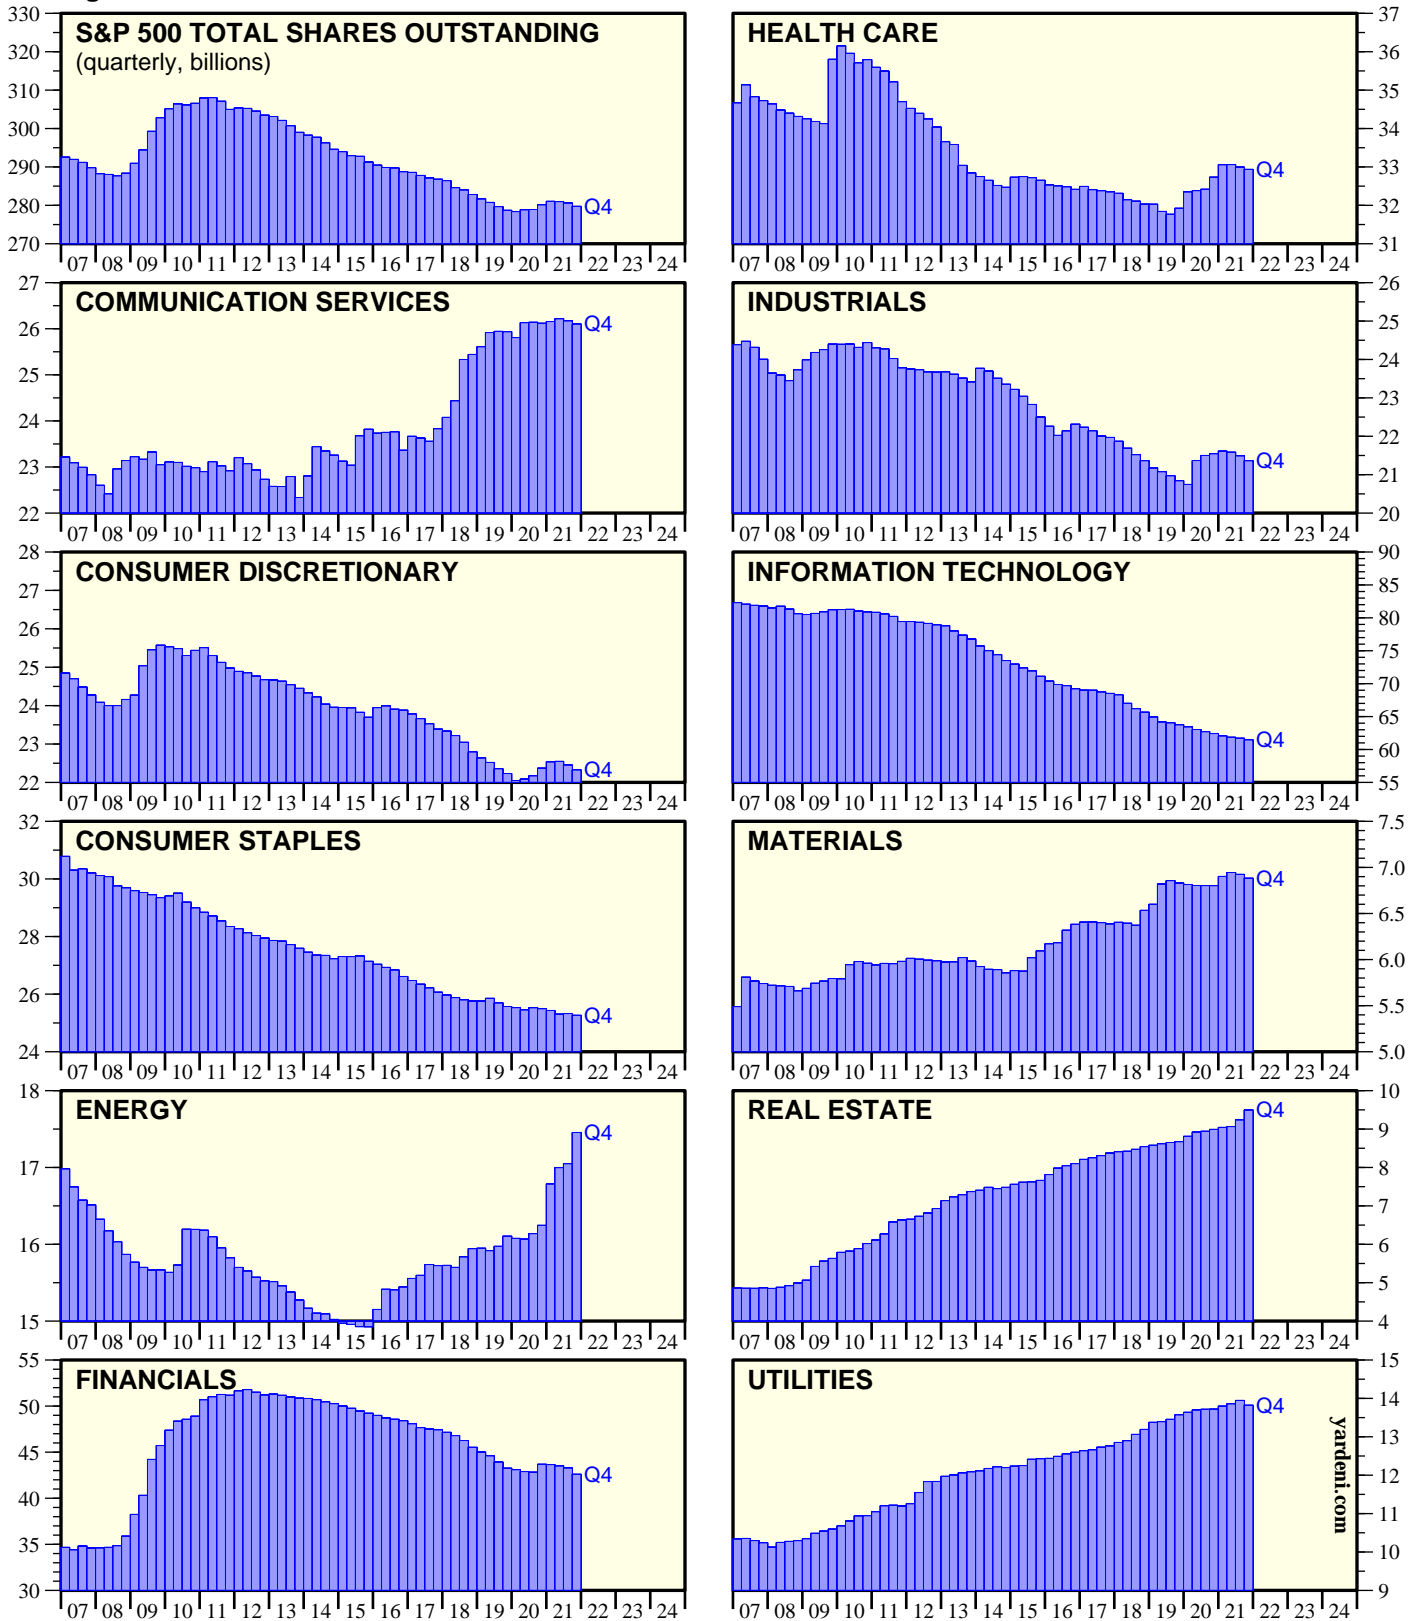 330
S&P 500 TOTAL SHARES OUTSTANDING
320
(quarterly, billions)
310
300
290
280
Q4
270
07 08 09 10 11 12 13 14 15 16 17 18 19 20 21 22 23 24
37
HEALTH CARE
36
35
34
33
Q4
32
31
07 08 09 10 11 12 13 14 15 16 17 18 19 20 21 22 23 24
27
COMMUNICATION SERVICES
26
Q4
25
24
23
22
07 08 09 10 11 12 13 14 15 16 17 18 19 20 21 22 23 24
26
INDUSTRIALS
25
24
23
22
Q4
21
20
07 08 09 10 11 12 13 14 15 16 17 18 19 20 21 22 23 24
28
CONSUMER DISCRETIONARY
27
26
25
24
23
Q4
22
07 08 09 10 11 12 13 14 15 16 17 18 19 20 21 22 23 24
90
INFORMATION TECHNOLOGY
85
80
75
70
65
Q4
60
55
07 08 09 10 11 12 13 14 15 16 17 18 19 20 21 22 23 24
32
CONSUMER STAPLES
30
28
26
Q4
24
07 08 09 10 11 12 13 14 15 16 17 18 19 20 21 22 23 24
7.5
MATERIALS
7.0
Q4
6.5
6.0
5.5
5.0
07 08 09 10 11 12 13 14 15 16 17 18 19 20 21 22 23 24
18
ENERGY
Q4
17
16
15
07 08 09 10 11 12 13 14 15 16 17 18 19 20 21 22 23 24
10
REAL ESTATE
Q4
9
8
7
6
5
4
07 08 09 10 11 12 13 14 15 16 17 18 19 20 21 22 23 24
55
FINANCIALS
50
45
Q4
40
35
30
07 08 09 10 11 12 13 14 15 16 17 18 19 20 21 22 23 24
15
UTILITIES
14
Q4
13
12
11
10
9
07 08 09 10 11 12 13 14 15 16 17 18 19 20 21 22 23 24
yardeni.com